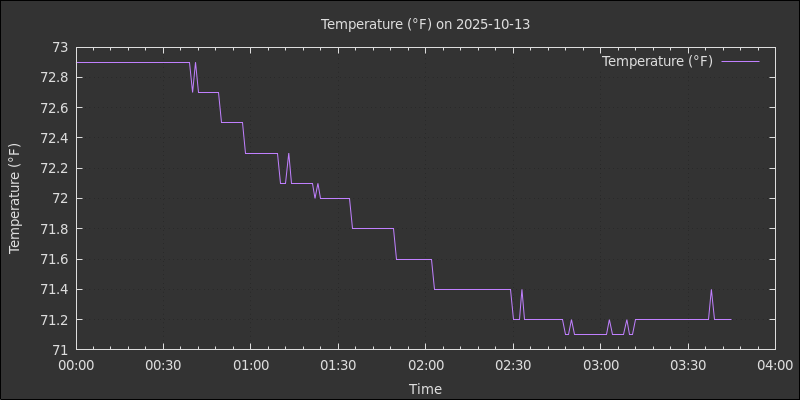 Temperature (°F) on 2025-10-13
Temperature (°F)
73
72.8
72.6
72.4
72.2
72
71.8
71.6
71.4
71.2
71
Temperature (°F)
00:00 00:30 01:00 01:30 02:00 02:30 03:00 03:30 04:00
Time